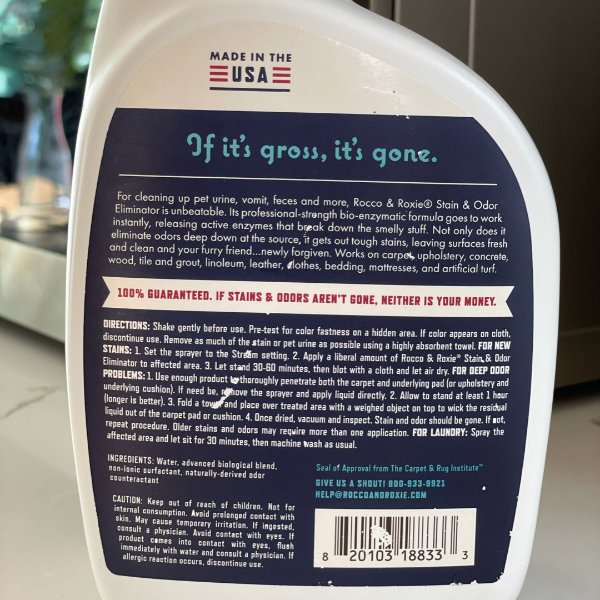 MADE IN THE
USA
If it's gross, it's gone.
For cleaning up pet urine, vomit, feces and more, Rocco & Roxie® Stain & Odor
Eliminator is unbeatable. Its professional-strength bio-enzymatic formula goes to work
instantly, releasing active enzymes that break down the smelly stuff. Not only does it
eliminate odors deep down at the source, it gets out tough stains, leaving surfaces fresh
and clean and your furry friend...newly forgiven. Works on carpet, upholstery, concrete,
wood, tile and grout, linoleum, leather, clothes, bedding, mattresses, and artificial turf.
100% GUARANTEED. IF STAINS & ODORS AREN'T GONE, NEITHER IS YOUR MONEY.
DIRECTIONS: Shake gently before use. Pre-test for color fastness on a hidden area. If color appears on cloth,
discontinue use. Remove as much of the stain or pet urine as possible using a highly absorbent towel. FOR NEW
STAINS: 1. Set the sprayer to the Stream setting. 2. Apply a liberal amount of Rocco & Roxie® Stain & Odor
Eliminator to affected area. 3. Let stand 30-60 minutes, then blot with a cloth and let air dry. FOR DEEP ODOR
PROBLEMS: 1. Use enough product to thoroughly penetrate both the carpet and underlying pad (or upholstery and
underlying cushion). If need be, remove the sprayer and apply liquid directly. 2. Allow to stand at least 1 hour
(longer is better). 3. Fold a towel and place over treated area with a weighed object on top to wick the residual
liquid out of the carpet pad or cushion. 4. Once dried, vacuum and inspect. Stain and odor should be gone. If not,
repeat procedure. Older stains and odors may require more than one application. FOR LAUNDRY: Spray the
affected area and let sit for 30 minutes, then machine wash as usual.
INGREDIENTS: Water, advanced biological blend,
non-ionic surfactant, naturally-derived odor
counteractant
CAUTION: Keep out of reach of children. Not for
internal consumption. Avoid prolonged contact with
skin. May cause temporary irritation. If ingested,
consult a physician. Avoid contact with eyes. If
product comes into contact with eyes, flush
immediately with water and consult a physician. If
allergic reaction occurs, discontinue use.
Seal of Approval from The Carpet & Rug Institute™
GIVE US A SHOUT! 800-933-9921
HELP@ROCCOANDROXIE.COM
8 20103 18833 3